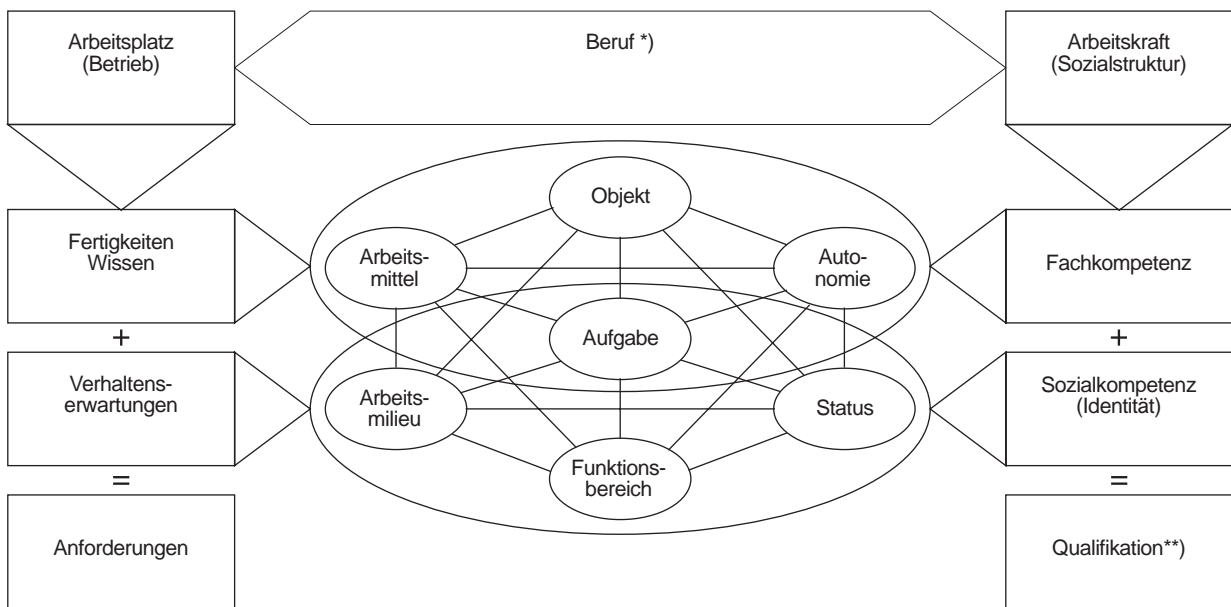 Arbeitsplatz
(Betrieb)
Beruf *)
Arbeitskraft
(Sozialstruktur)
Objekt
Fertigkeiten
Wissen
Arbeits-
mittel
Auto-
nomie
Fachkompetenz
+
Aufgabe
+
Verhaltens-
erwartungen
Arbeits-
milieu
Status
Sozialkompetenz
(Identität)
=
Funktions-
bereich
=
Anforderungen
Qualifikation**)